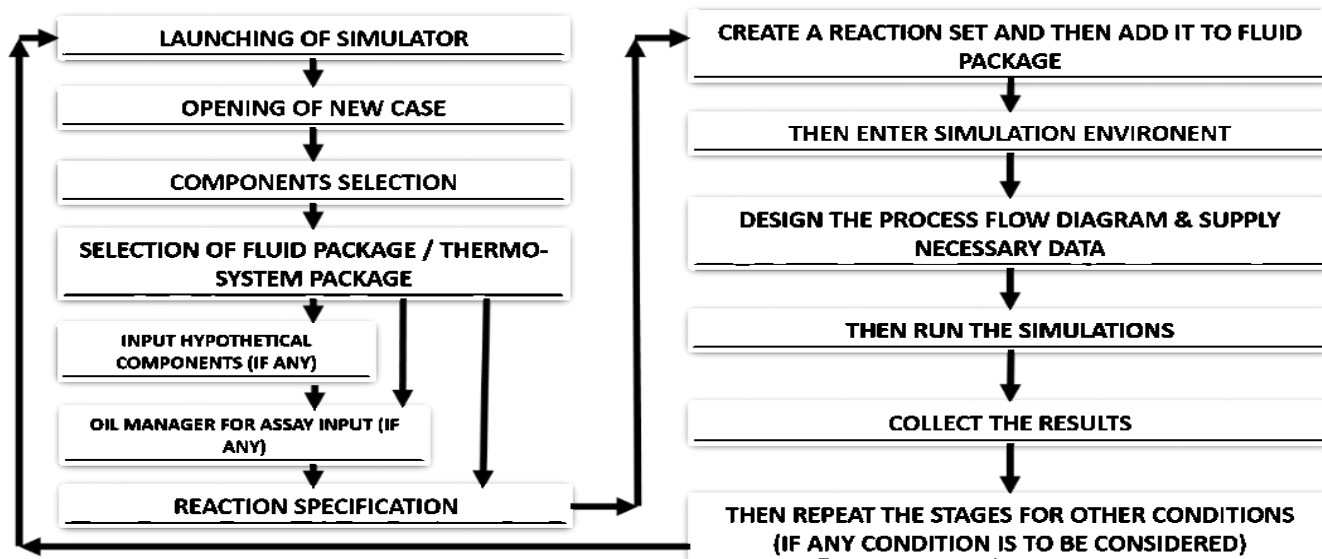 LAUNCHING OF SIMULATOR
OPENING OF NEW CASE
COMPONENTS SELECTION
SELECTION OF FLUID PACKAGE / THERMO-
SYSTEM PACKAGE
INPUT HYPOTHETICAL
COMPONENTS (IF ANY)
OIL MANAGER FOR ASSAY INPUT (IF
ANY)
REACTION SPECIFICATION
CREATE A REACTION SET AND THEN ADD IT TO FLUID
PACKAGE
THEN ENTER SIMULATION ENVIRONENT
DESIGN THE PROCESS FLOW DIAGRAM & SUPPLY
NECESSARY DATA
THEN RUN THE SIMULATIONS
COLLECT THE RESULTS
THEN REPEAT THE STAGES FOR OTHER CONDITIONS
(IF ANY CONDITION IS TO BE CONSIDERED)